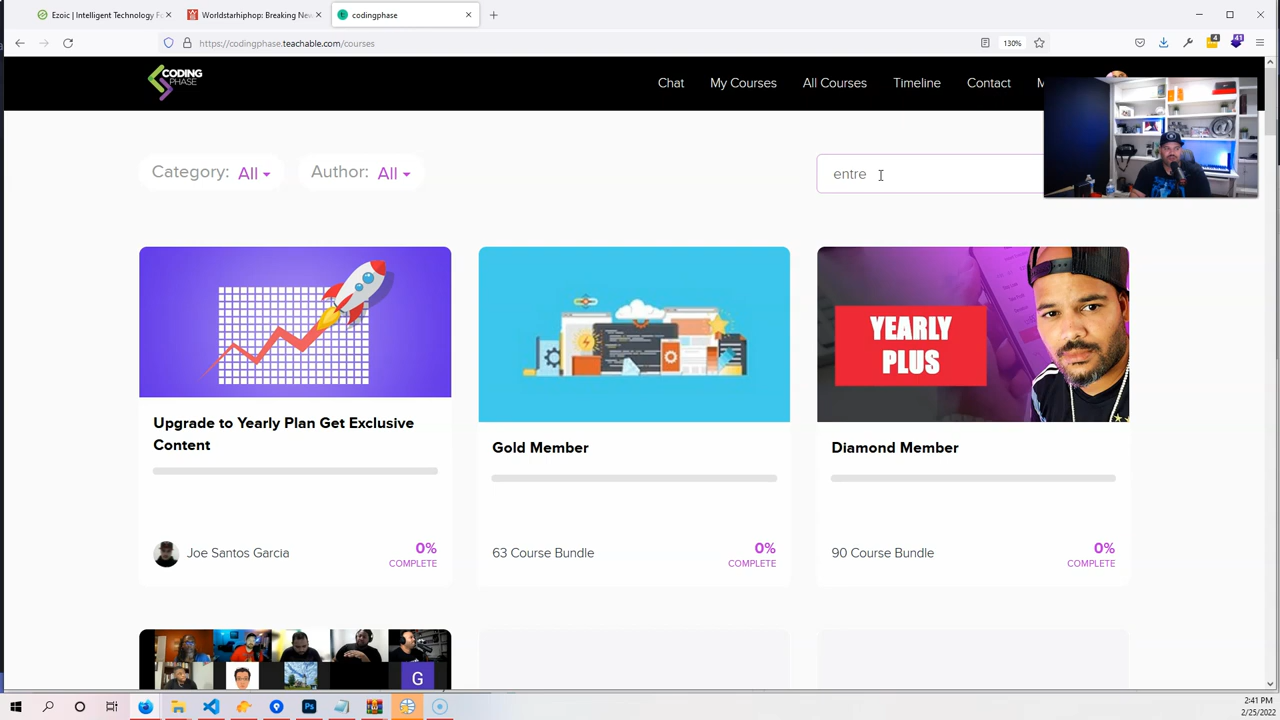 Ezoic | Intelligent Technology Fo
Worldstarhiphop: Breaking New
codingphase
https://codingphase.teachable.com/courses
130%
4
41
CODING
PHASE
Chat
My Courses
All Courses
Timeline
Contact
M
Category: All
Author: All
entre
YEARLY
PLUS
Upgrade to Yearly Plan Get Exclusive
Content
Gold Member
Diamond Member
Joe Santos Garcia
0%
COMPLETE
63 Course Bundle
0%
COMPLETE
90 Course Bundle
0%
COMPLETE
G
2:41 PM
2/25/2022